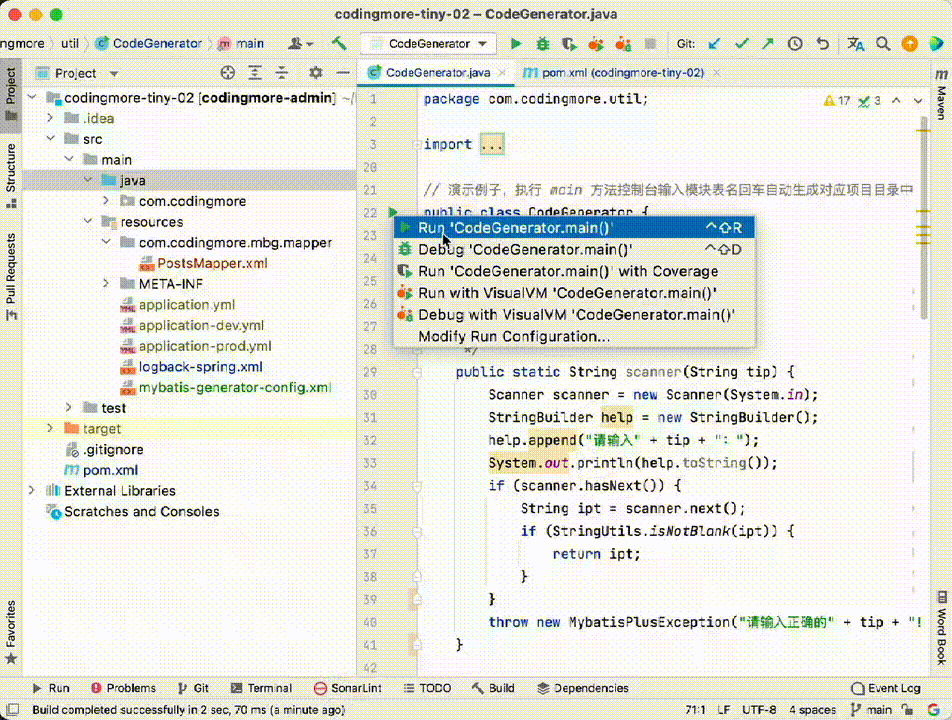 codingmore-tiny-02 – CodeGenerator.java
ngmore
util
CodeGenerator
main
CodeGenerator
Git:
Project
Structure
Pull Requests
Favorites
Project
codingmore-tiny-02 [codingmore-admin] ~/
.idea
src
main
java
com.codingmore
resources
com.codingmore.mbg.mapper
PostsMapper.xml
META-INF
application.yml
application-dev.yml
application-prod.yml
logback-spring.xml
mybatis-generator-config.xml
test
target
.gitignore
pom.xml
External Libraries
Scratches and Consoles
CodeGenerator.java
pom.xml (codingmore-tiny-02)
17 3
1 package com.codingmore.util;
2
3 import ...
20
21 // 演示例子，执行 main 方法控制台输入模块表名回车自动生成对应项目目录中
22 public class CodeGenerator {
23
24
25
26
27
28 */
29 public static String scanner(String tip) {
30 Scanner scanner = new Scanner(System.in);
31 StringBuilder help = new StringBuilder();
32 help.append("请输入" + tip + "：");
33 System.out.println(help.toString());
34 if (scanner.hasNext()) {
35 String ipt = scanner.next();
36 if (StringUtils.isNotBlank(ipt)) {
37 return ipt;
38 }
39 }
40 throw new MybatisPlusException("请输入正确的" + tip + "!
41 }
42
Run 'CodeGenerator.main()' ^⇧R
Debug 'CodeGenerator.main()' ^⇧D
Run 'CodeGenerator.main()' with Coverage
Run with VisualVM 'CodeGenerator.main()'
Debug with VisualVM 'CodeGenerator.main()'
Modify Run Configuration...
Maven
Word Book
Run
Problems
Git
Terminal
SonarLint
TODO
Build
Dependencies
Event Log
Build completed successfully in 2 sec, 70 ms (a minute ago)
71:1 LF UTF-8 4 spaces main